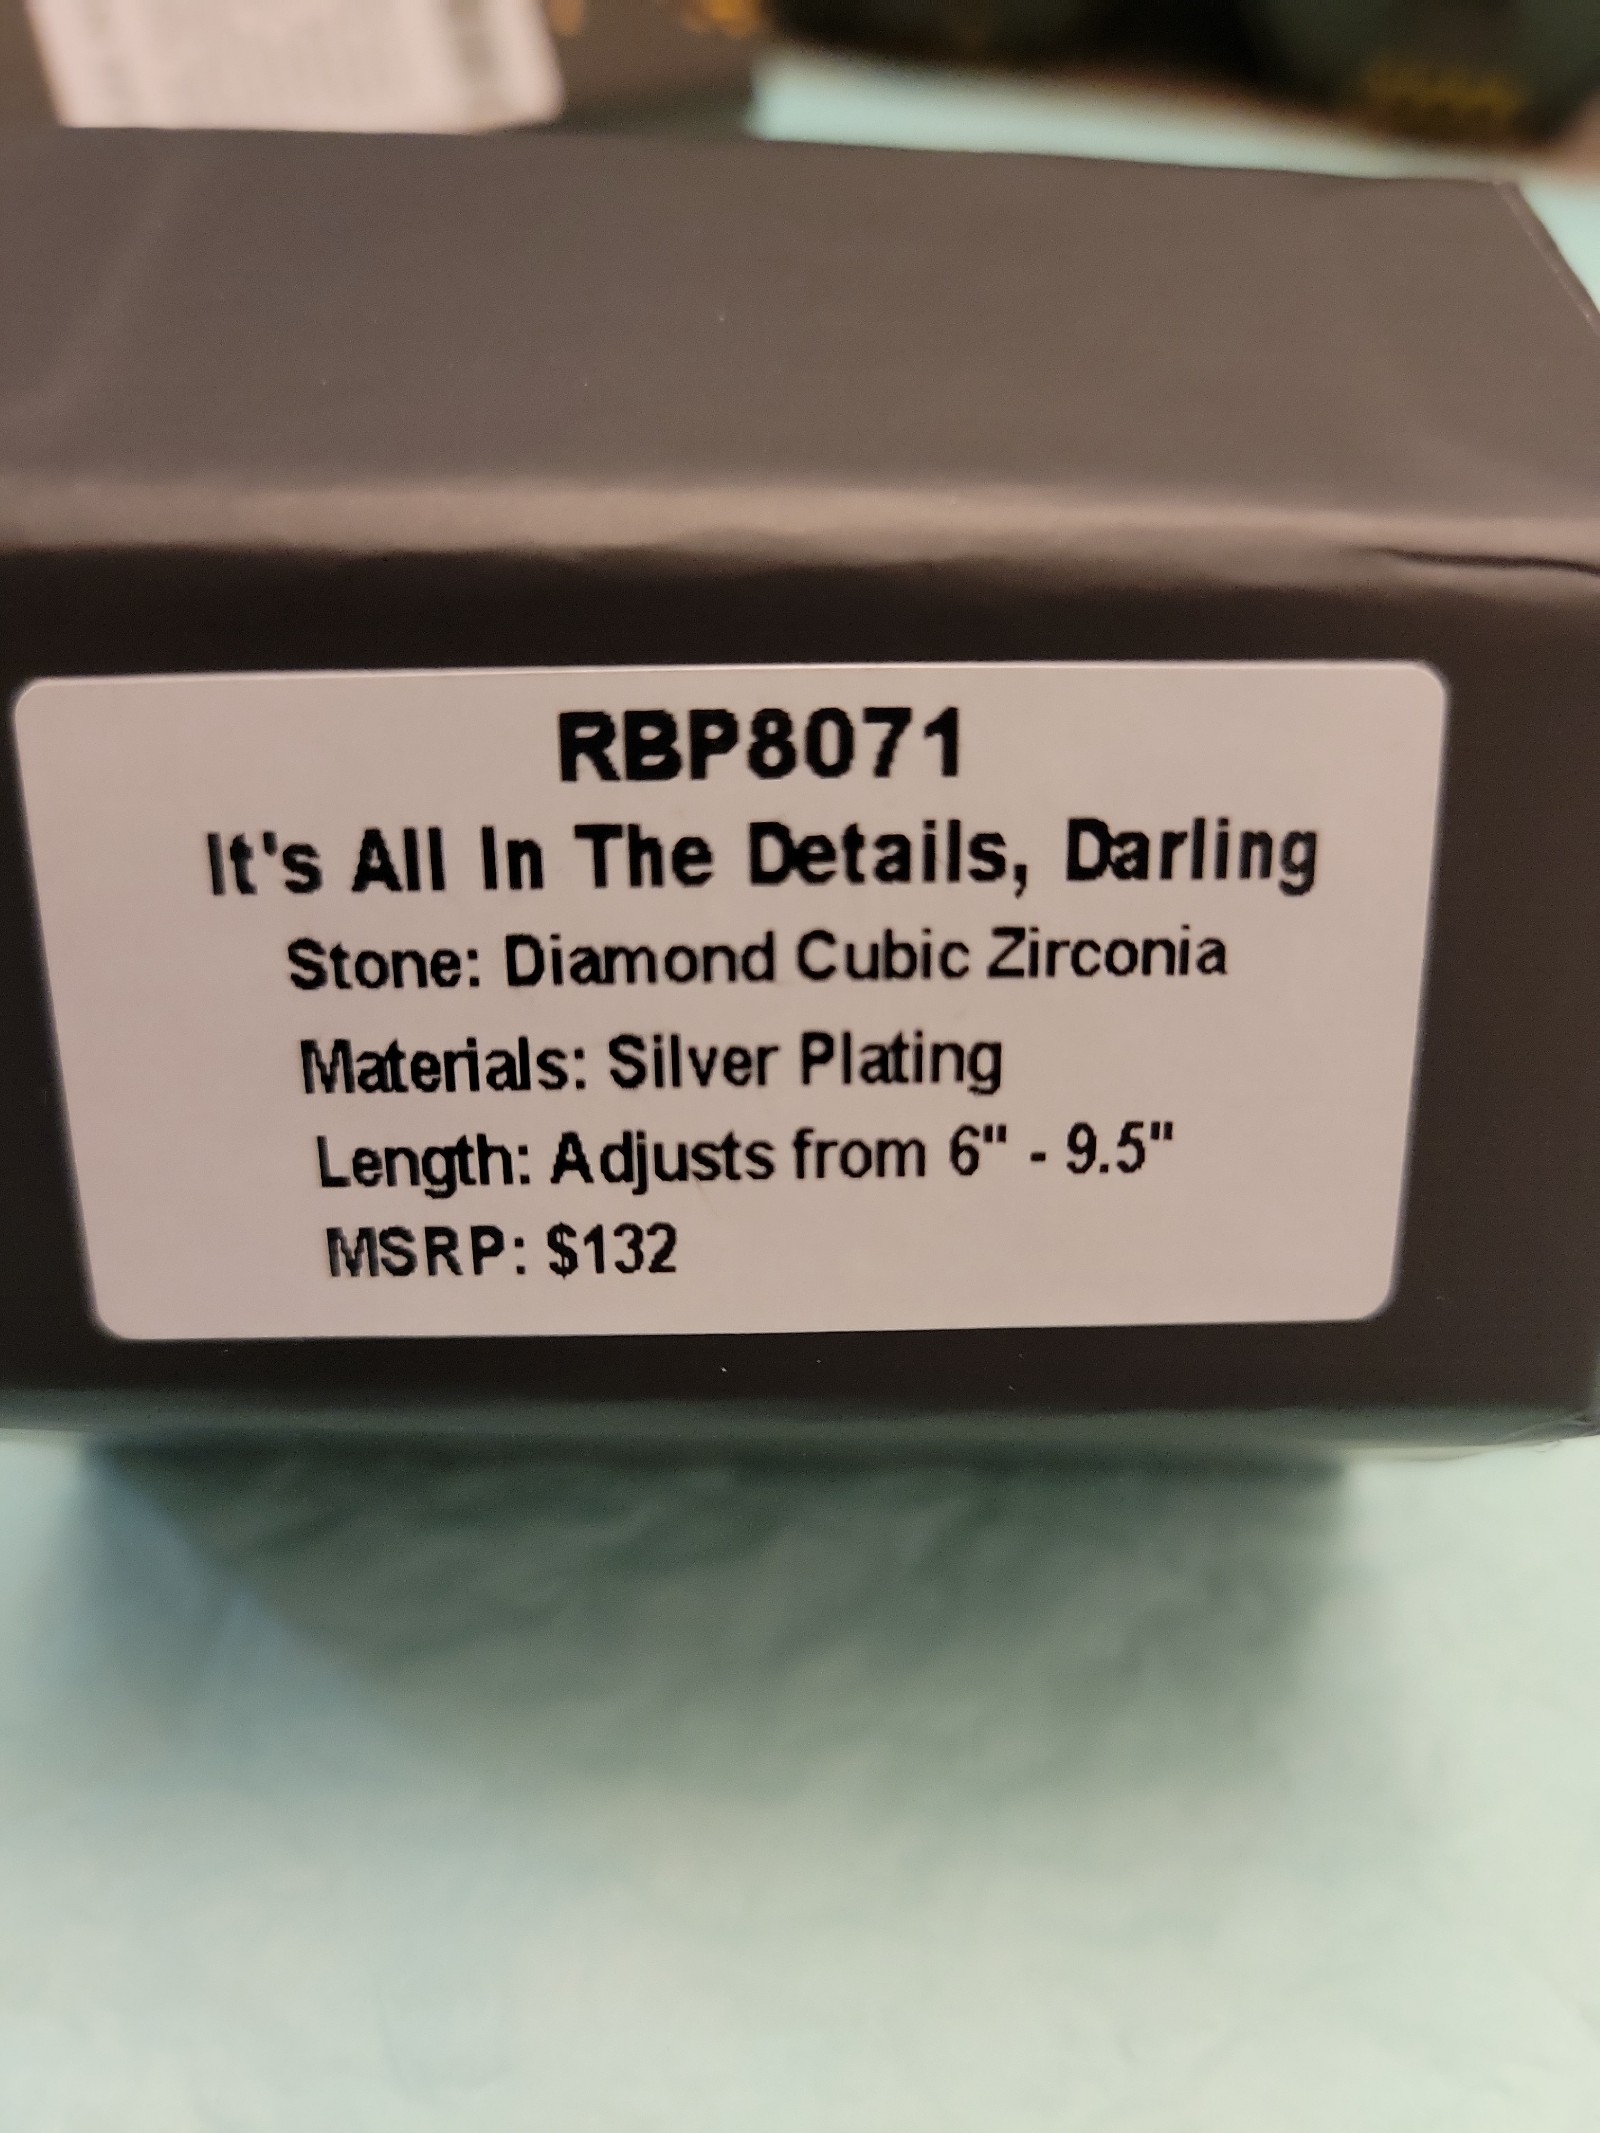 RBP8071
It's All In The Details, Darling
Stone: Diamond Cubic Zirconia
Materials: Silver Plating
Length: Adjusts from 6" - 9.5"
MSRP: $132